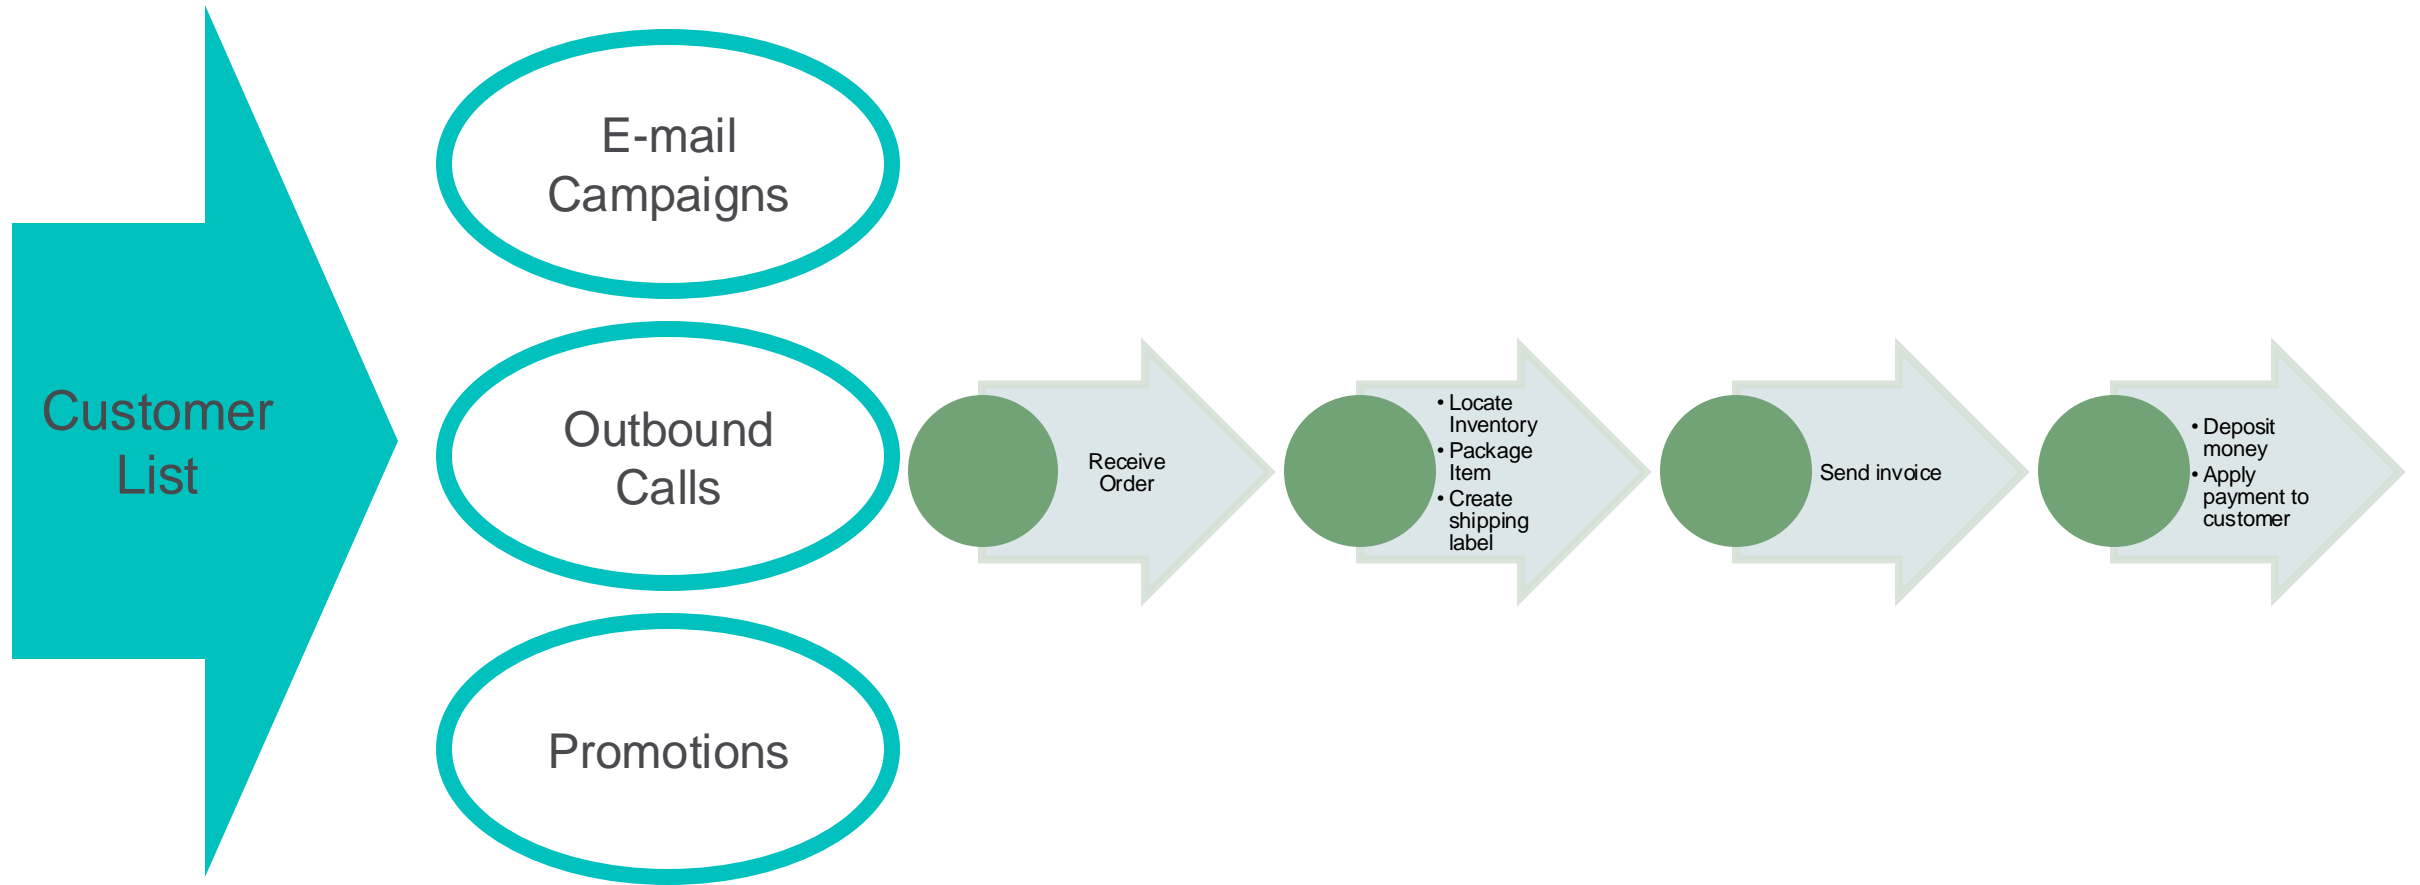 Customer
List
E-mail
Campaigns
Outbound
Calls
Promotions
Receive
Order
• Locate
Inventory
• Package
Item
• Create
shipping
label
Send invoice
• Deposit
money
• Apply
payment to
customer